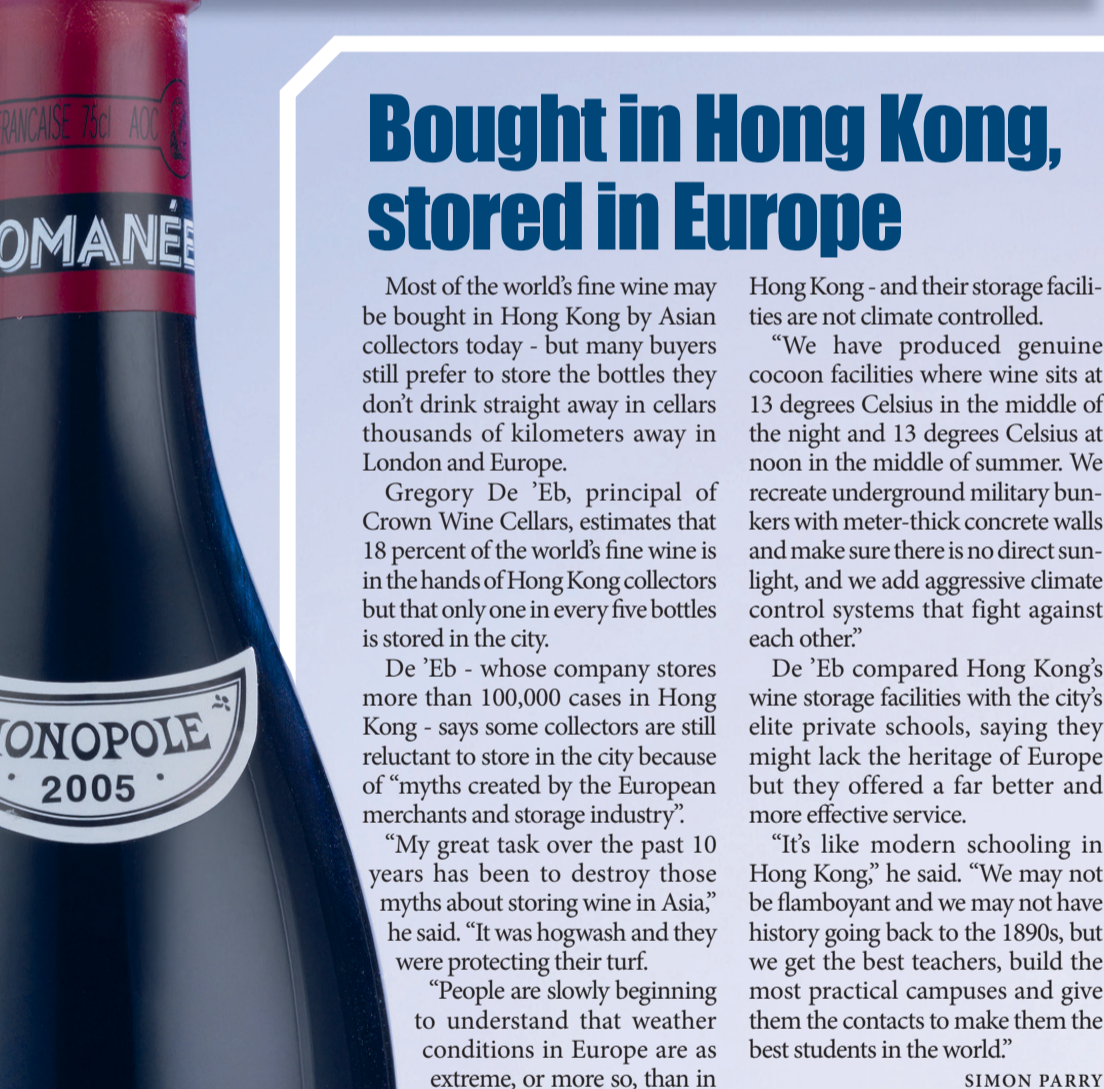 FRANCAISE 75cl AOC
OMANÉE
MONOPOLE
• 2005 •
Bought in Hong Kong,
stored in Europe
Most of the world's fine wine may
be bought in Hong Kong by Asian
collectors today - but many buyers
still prefer to store the bottles they
don't drink straight away in cellars
thousands of kilometers away in
London and Europe.
Gregory De 'Eb, principal of
Crown Wine Cellars, estimates that
18 percent of the world's fine wine is
in the hands of Hong Kong collectors
but that only one in every five bottles
is stored in the city.
De 'Eb - whose company stores
more than 100,000 cases in Hong
Kong - says some collectors are still
reluctant to store in the city because
of “myths created by the European
merchants and storage industry”.
“My great task over the past 10
years has been to destroy those
myths about storing wine in Asia,”
he said. “It was hogwash and they
were protecting their turf.
“People are slowly beginning
to understand that weather
conditions in Europe are as
extreme, or more so, than in
Hong Kong - and their storage facili-
ties are not climate controlled.
“We have produced genuine
cocoon facilities where wine sits at
13 degrees Celsius in the middle of
the night and 13 degrees Celsius at
noon in the middle of summer. We
recreate underground military bun-
kers with meter-thick concrete walls
and make sure there is no direct sun-
light, and we add aggressive climate
control systems that fight against
each other.”
De 'Eb compared Hong Kong's
wine storage facilities with the city's
elite private schools, saying they
might lack the heritage of Europe
but they offered a far better and
more effective service.
“It's like modern schooling in
Hong Kong,” he said. “We may not
be flamboyant and we may not have
history going back to the 1890s, but
we get the best teachers, build the
most practical campuses and give
them the contacts to make them the
best students in the world.”
SIMON PARRY